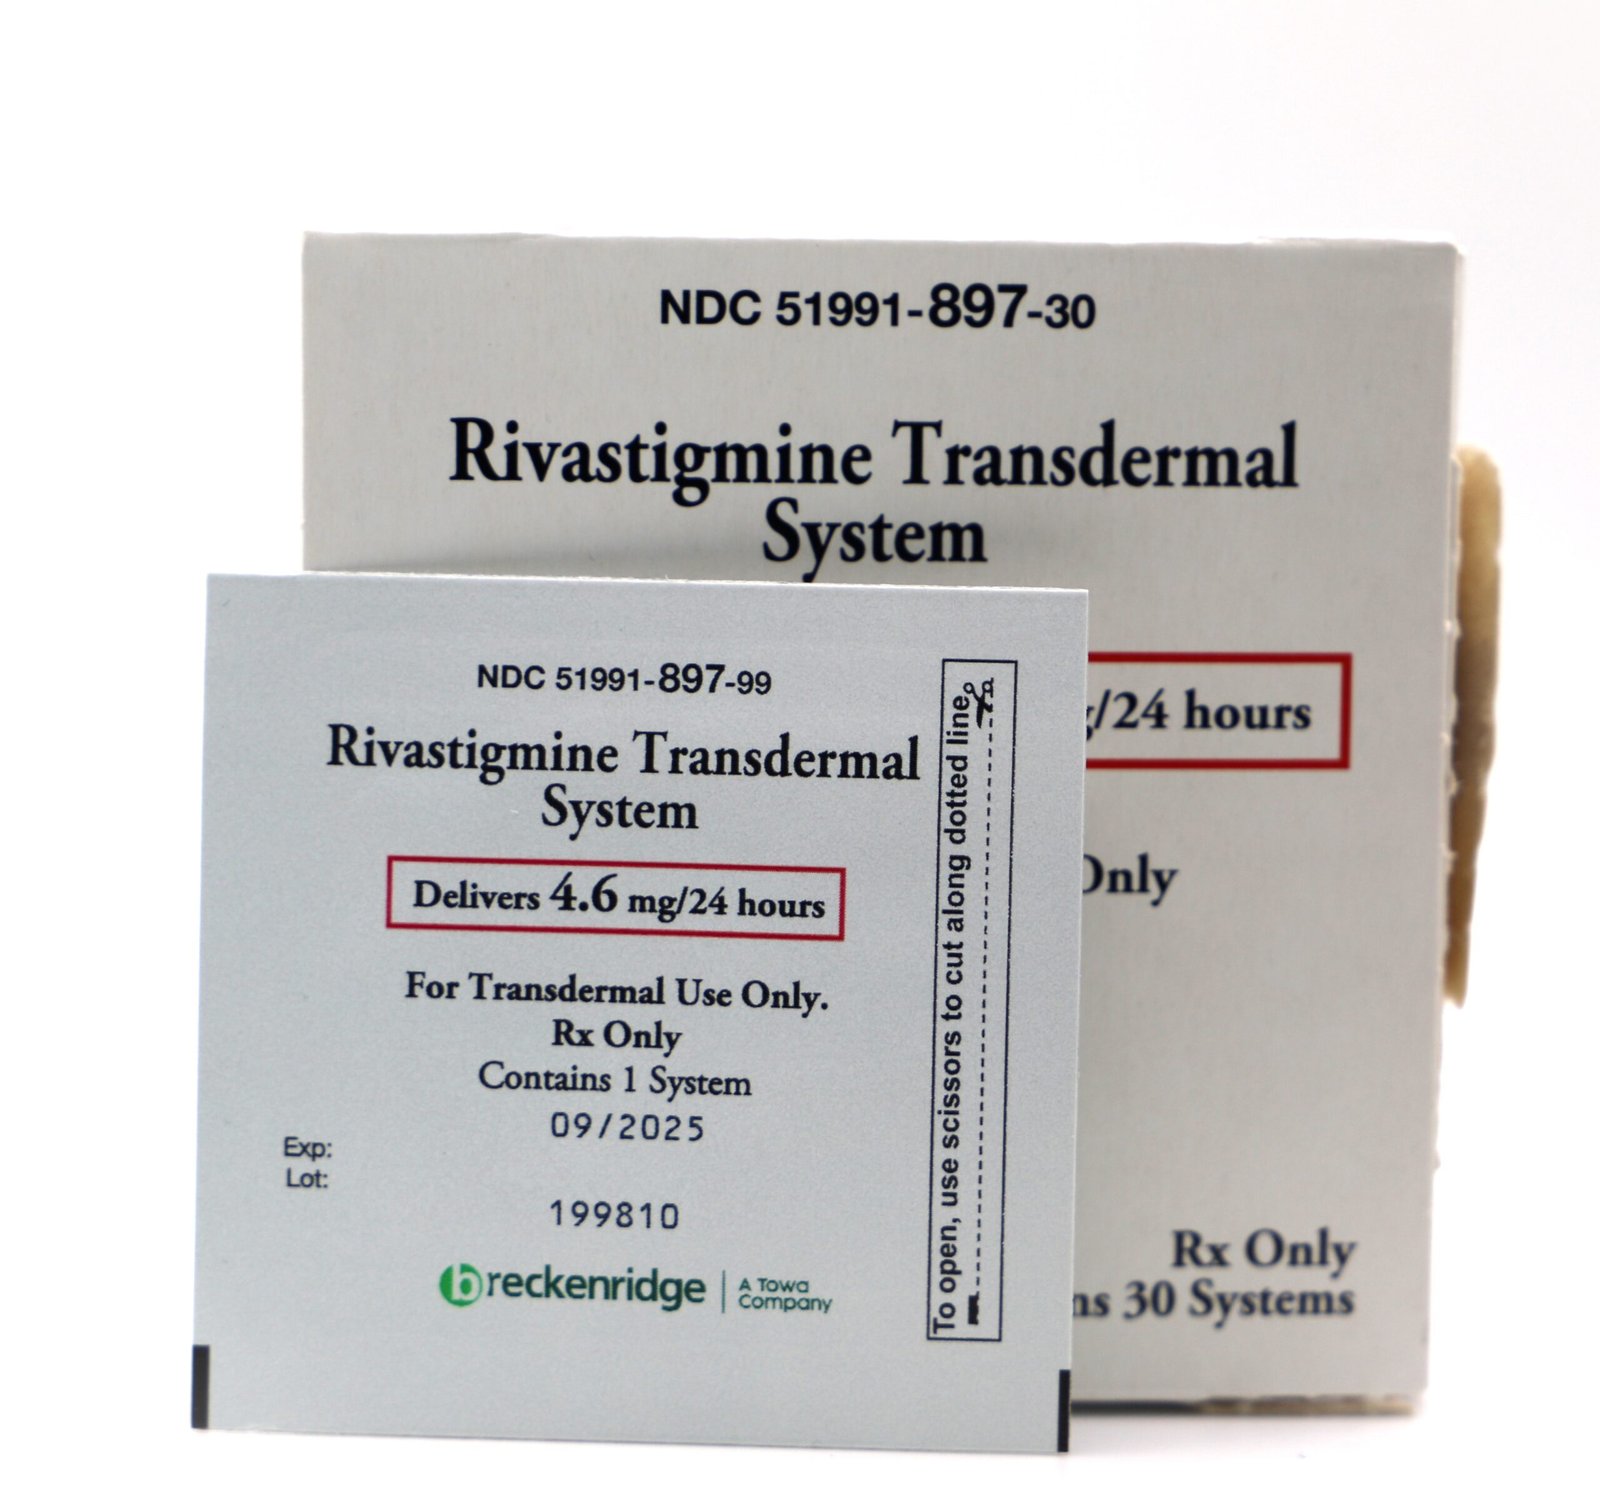 NDC 51991-897-30
Rivastigmine Transdermal
System
/24 hours
Only
Rx Only
30 Systems
NDC 51991-897-99
Rivastigmine Transdermal
System
Delivers 4.6 mg/24 hours
For Transdermal Use Only.
Rx Only
Contains 1 System
09/2025
Exp:
Lot:
199810
breckenridge
A Towa
Company
To open, use scissors to cut along dotted line